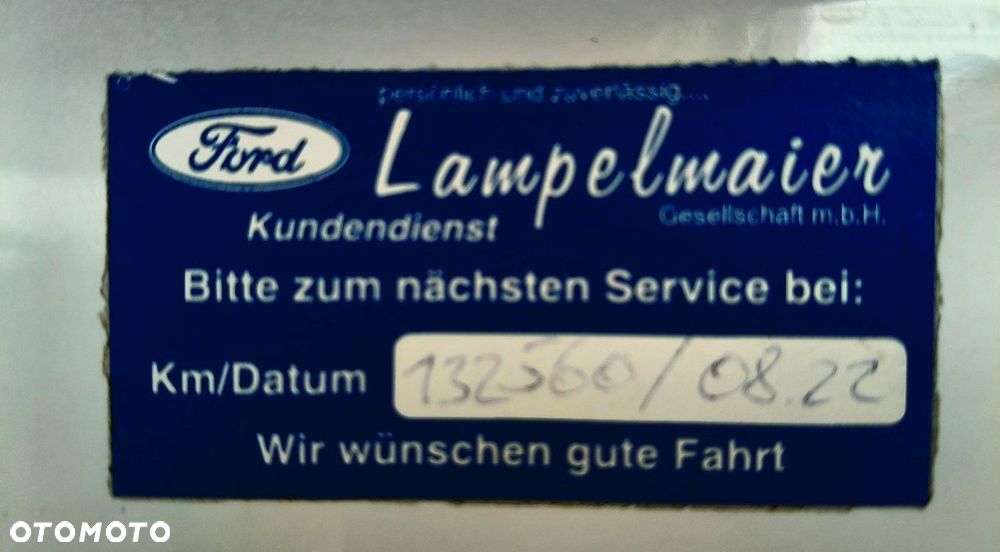 persönlich und zuverlässig....
Ford Lampelmaier
Gesellschaft m.b.H.
Kundendienst
Bitte zum nächsten Service bei:
Km/Datum 132560/08.22
Wir wünschen gute Fahrt
OTOMOTO